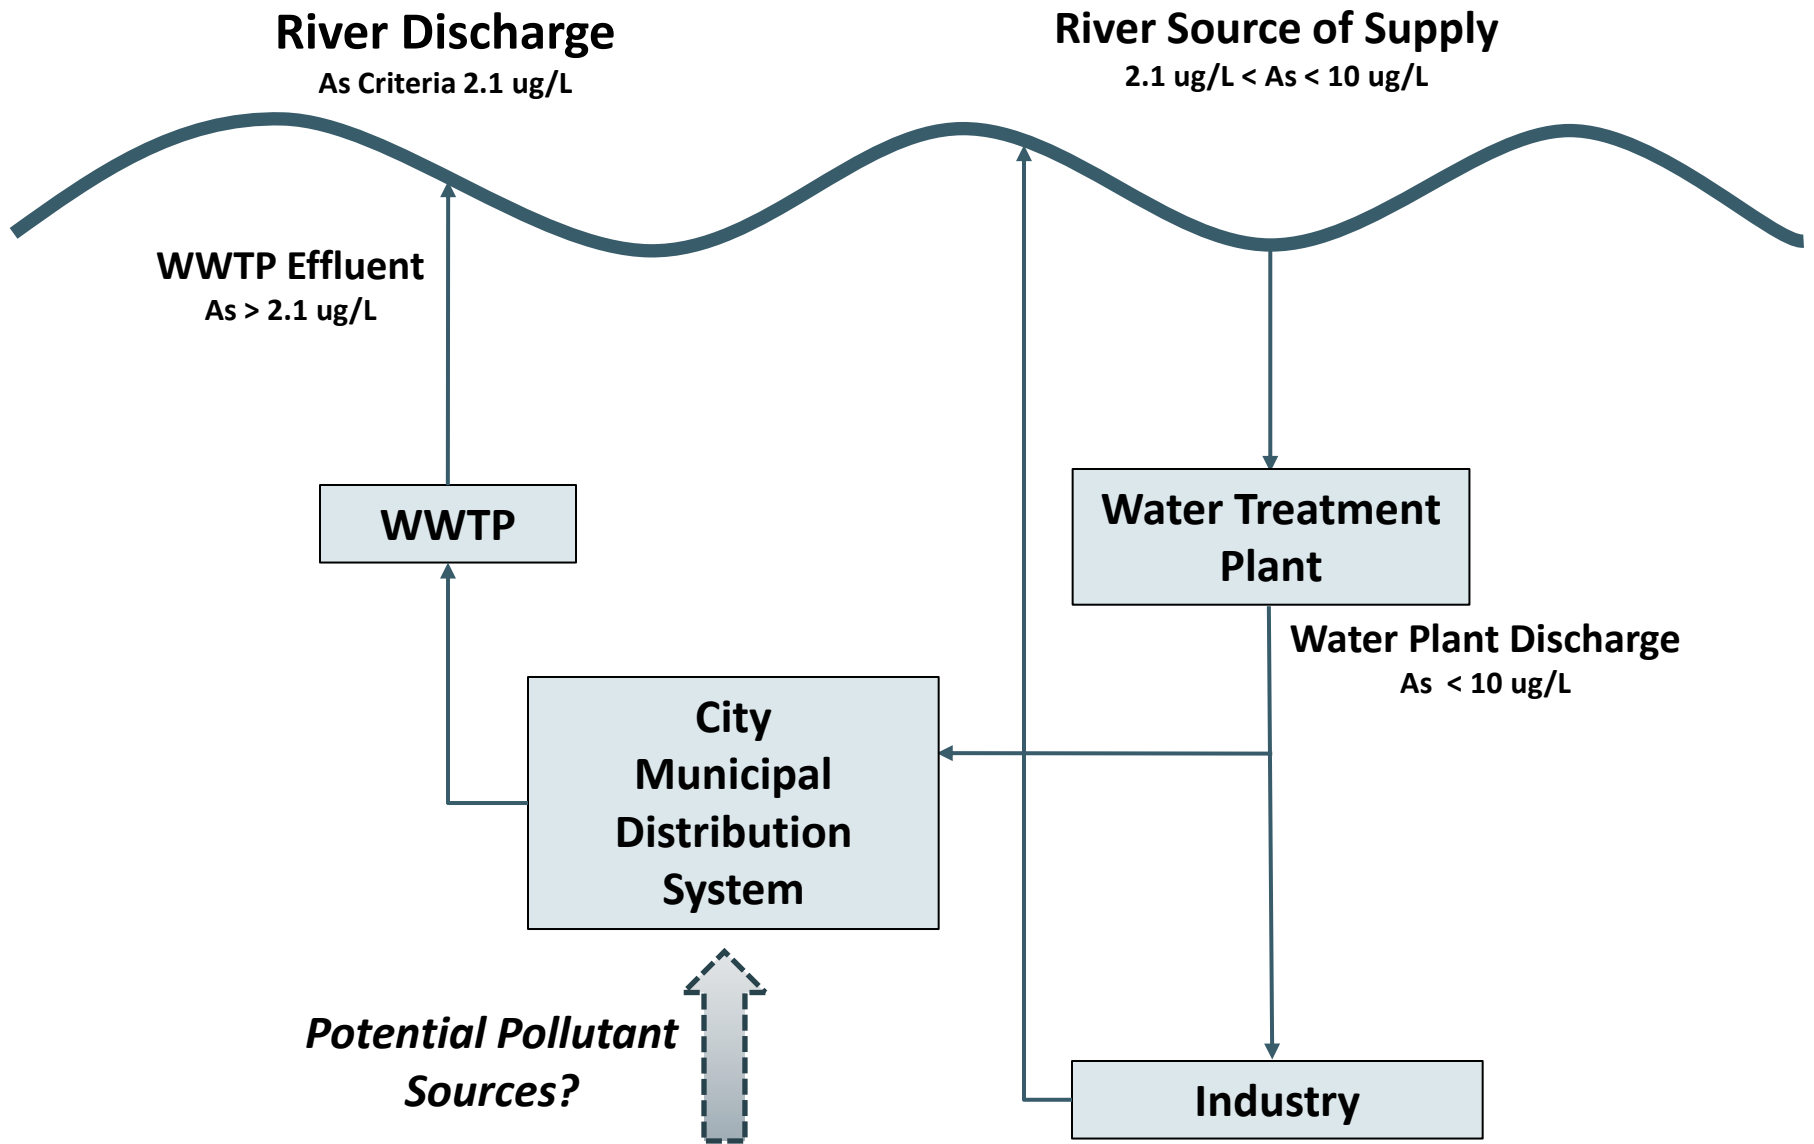 River Discharge
As Criteria 2.1 ug/L
River Source of Supply
2.1 ug/L < As < 10 ug/L
WWTP Effluent
As > 2.1 ug/L
WWTP
Water Treatment
Plant
Water Plant Discharge
As < 10 ug/L
City
Municipal
Distribution
System
Potential Pollutant
Sources?
Industry